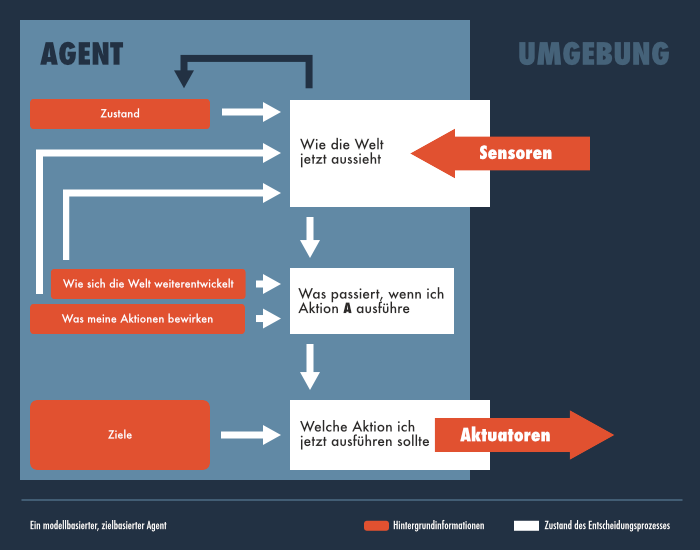 AGENT
UMGEBUNG
Zustand
Wie die Welt
jetzt aussieht
Sensoren
Wie sich die Welt weiterentwickelt
Was meine Aktionen bewirken
Was passiert, wenn ich
Aktion A ausführe
Ziele
Welche Aktion ich
jetzt ausführen sollte
Aktuatoren
Ein modellbasierter, zielbasierter Agent
Hintergrundinformationen
Zustand des Entscheidungsprozesses